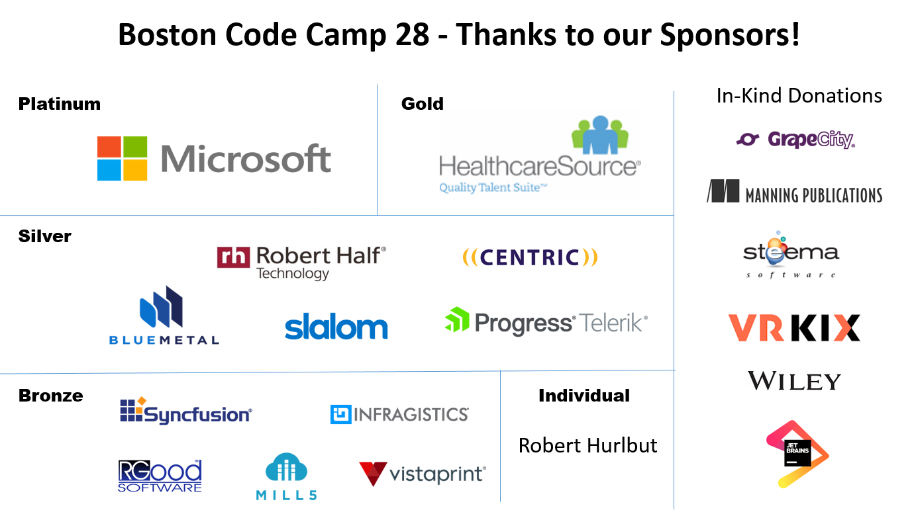 Boston Code Camp 28 - Thanks to our Sponsors!
Platinum
Microsoft
Gold
HealthcareSource®
Quality Talent Suite™
Silver
rh Robert Half®
Technology
((CENTRIC))
BLUEMETAL
slalom
Progress® Telerik®
Bronze
Syncfusion®
INFRAGISTICS®
RGood
SOFTWARE
MILL5
vistaprint®
Individual
Robert Hurlbut
In-Kind Donations
GrapeCity®
MANNING PUBLICATIONS
steema
software
VRKIX
WILEY
JET
BRAINS